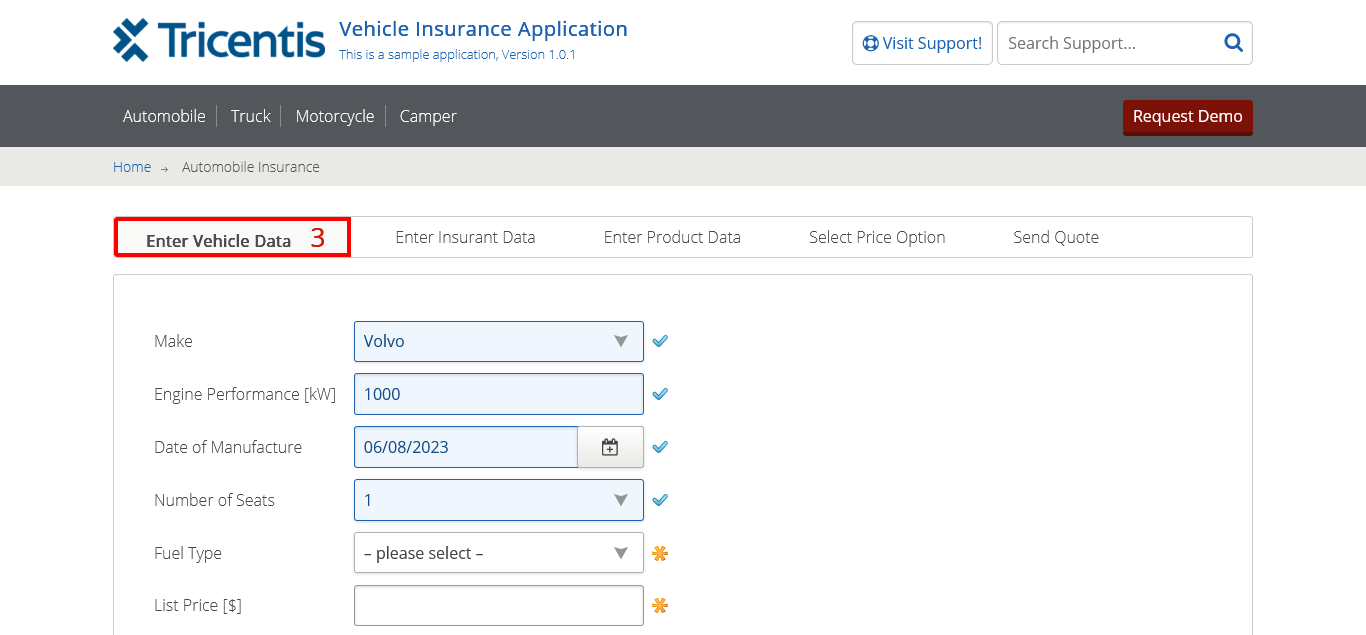 Tricentis
Vehicle Insurance Application
This is a sample application, Version 1.0.1
Visit Support!
Search Support...
Automobile
Truck
Motorcycle
Camper
Request Demo
Home → Automobile Insurance
Enter Vehicle Data 3
Enter Insurant Data
Enter Product Data
Select Price Option
Send Quote
Make
Volvo
Engine Performance [kW]
1000
Date of Manufacture
06/08/2023
Number of Seats
1
Fuel Type
– please select –
List Price [$]